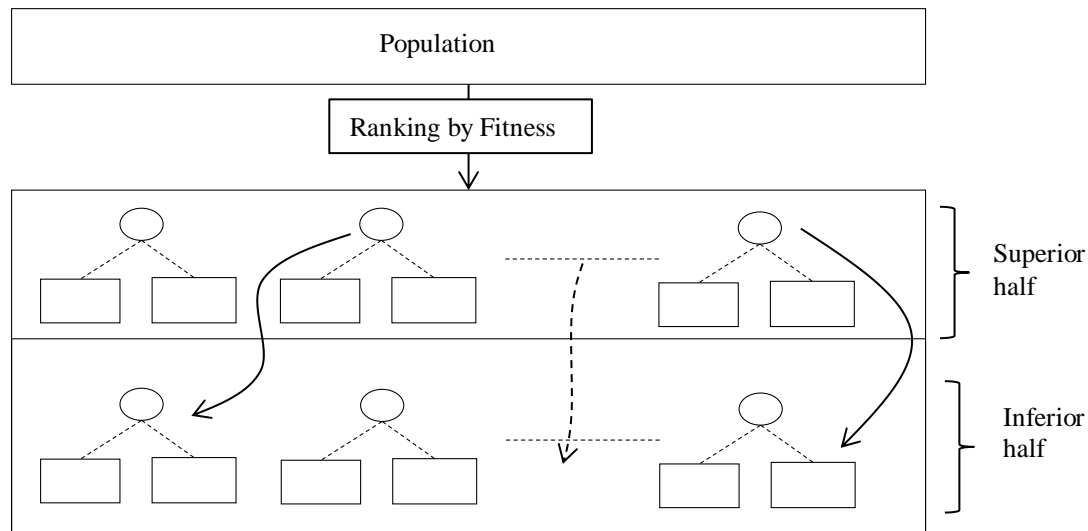 Population
Ranking by Fitness
Superior
half
Inferior
half